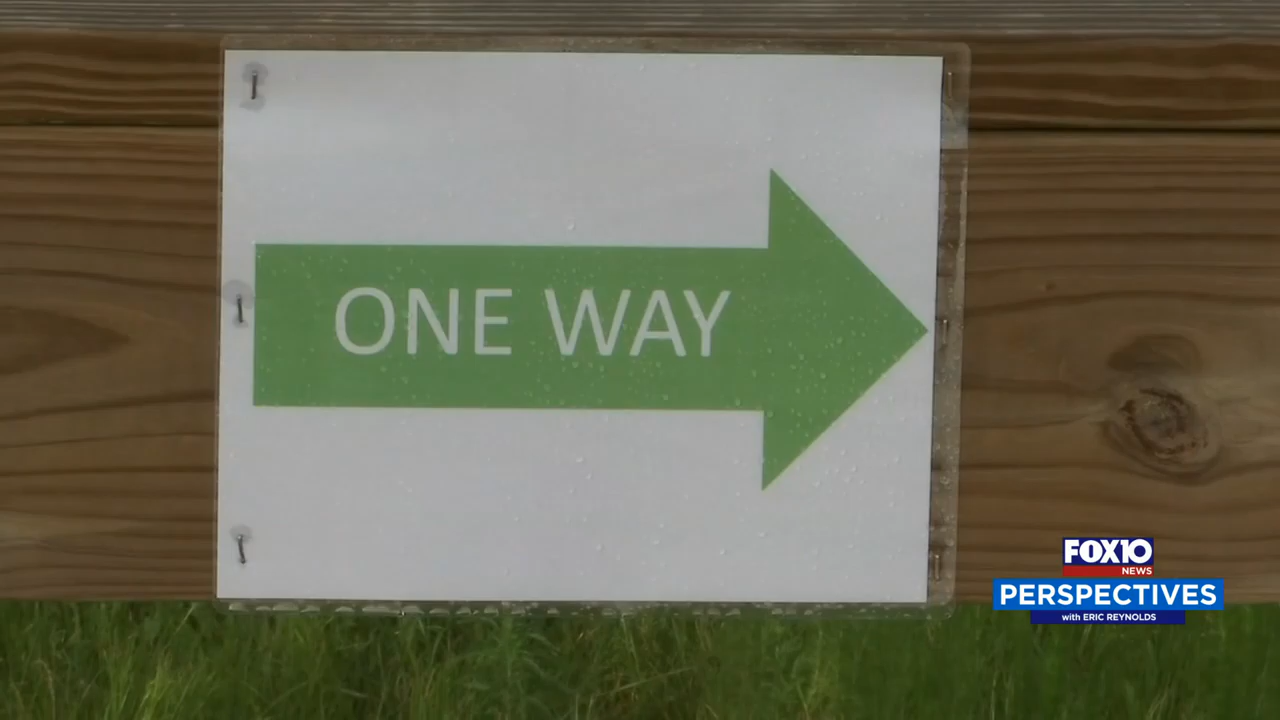 ONE WAY
FOX10
NEWS
PERSPECTIVES
with ERIC REYNOLDS